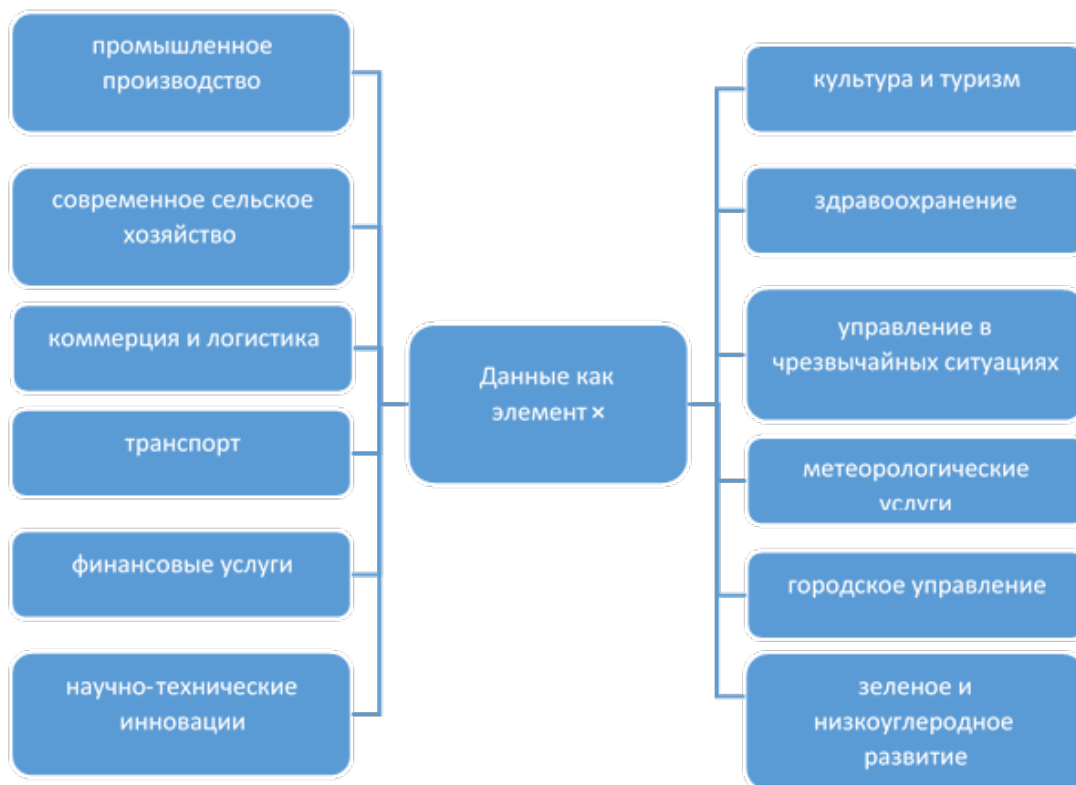 промышленное
производство
современное сельское
хозяйство
коммерция и логистика
транспорт
финансовые услуги
научно-технические
инновации
Данные как
элемент ×
культура и туризм
здравоохранение
управление в
чрезвычайных ситуациях
метеорологические
услуги
городское управление
зеленое и
низкоуглеродное
развитие